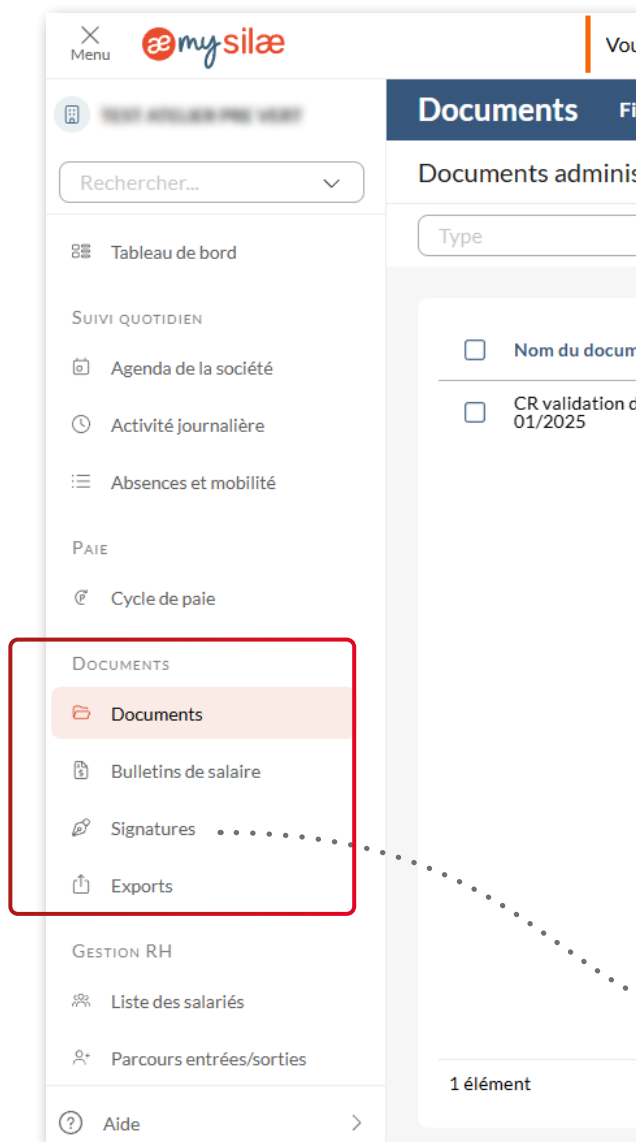 Menu
æ my silæ
Vou
Documents Fi
Rechercher...
Documents adminis
Type
Tableau de bord
SUIVI QUOTIDIEN
Agenda de la société
Nom du docum
Activité journalière
CR validation d
01/2025
Absences et mobilité
PAIE
Cycle de paie
DOCUMENTS
Documents
Bulletins de salaire
Signatures
Exports
GESTION RH
Liste des salariés
Parcours entrées/sorties
1 élément
Aide